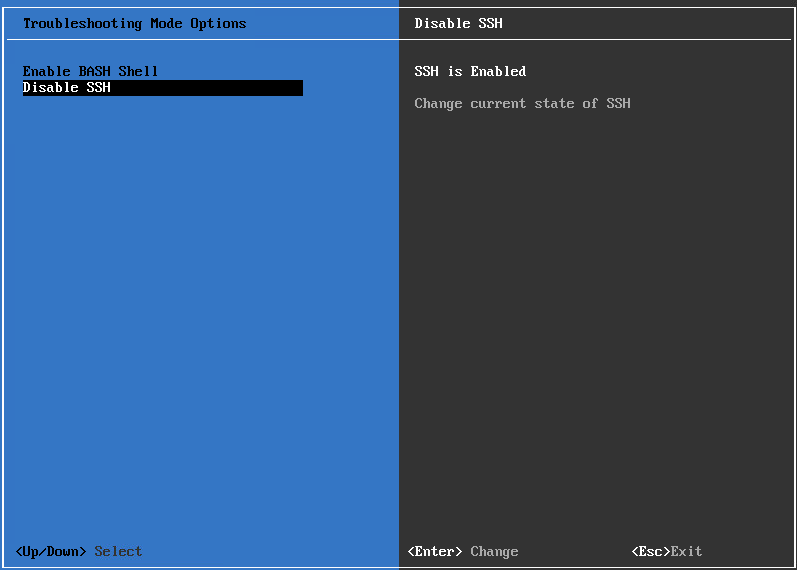 Troubleshooting Mode Options
Enable BASH Shell
Disable SSH
<Up/Down> Select
Disable SSH
SSH is Enabled
Change current state of SSH
<Enter> Change
<Esc>Exit